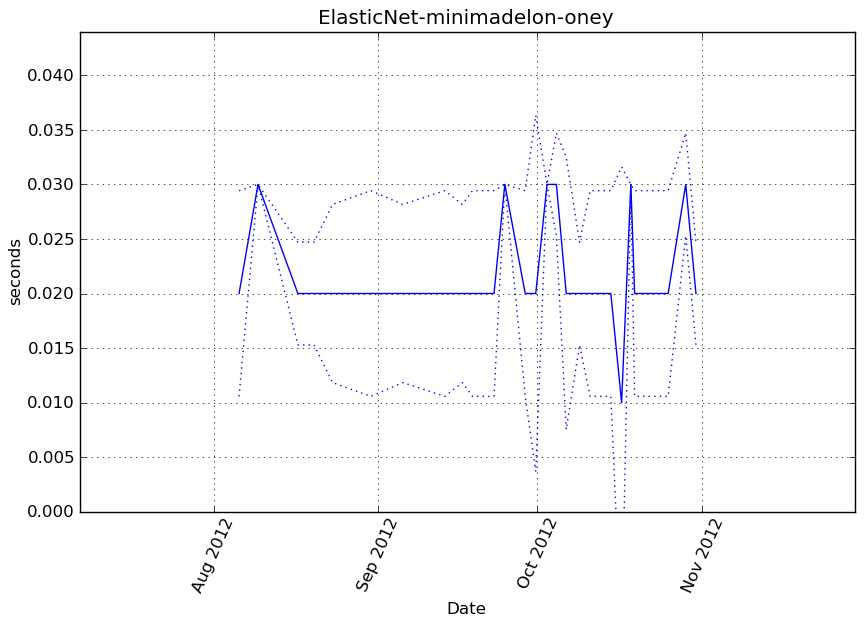 ElasticNet-minimadelon-oney
0.040
0.035
0.030
0.025
0.020
0.015
0.010
0.005
0.000
seconds
Aug 2012
Sep 2012
Oct 2012
Nov 2012
Date